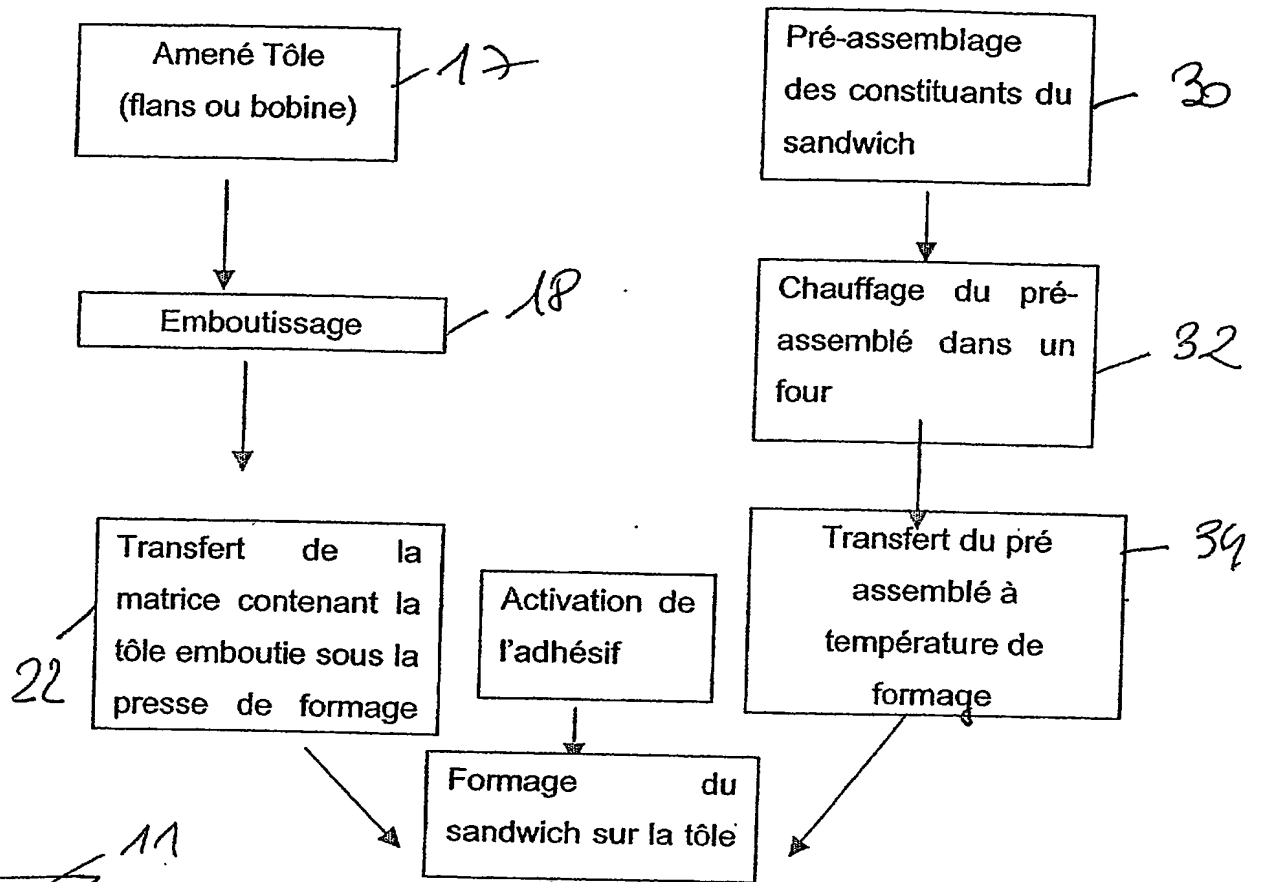 Amené Tôle
(flans ou bobine)
17
Emboutissage
18
Transfert de la
matrice contenant la
tôle emboutie sous la
presse de formage
22
Activation de
l'adhésif
Pré-assemblage
des constituants du
sandwich
30
Chauffage du pré-
assemblé dans un
four
32
Transfert du pré
assemblé à
température de
formage
34
Formage du
sandwich sur la tôle
11